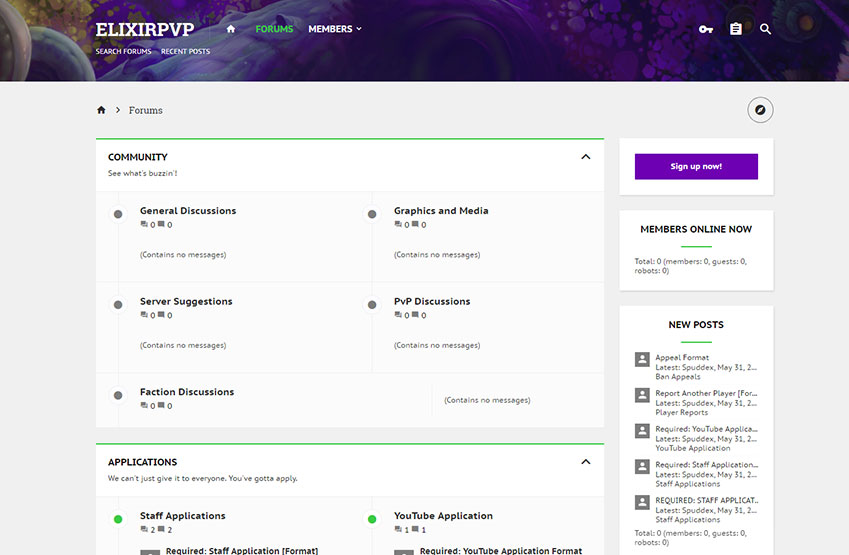 ELIXIRPVP
FORUMS
MEMBERS
SEARCH FORUMS RECENT POSTS
Forums
COMMUNITY
See what's buzzin'!
General Discussions
0 0
(Contains no messages)
Graphics and Media
0 0
(Contains no messages)
Server Suggestions
0 0
(Contains no messages)
PvP Discussions
0 0
(Contains no messages)
Faction Discussions
0 0
(Contains no messages)
APPLICATIONS
We can't just give it to everyone. You've gotta apply.
Staff Applications
2 2
Required: Staff Application [Format]
YouTube Application
1 1
Required: YouTube Application Format
Sign up now!
MEMBERS ONLINE NOW
Total: 0 (members: 0, guests: 0,
robots: 0)
NEW POSTS
Appeal Format
Latest: Spuddex, May 31, 2...
Ban Appeals
Report Another Player [For...
Latest: Spuddex, May 31, 2...
Player Reports
Required: YouTube Applica...
Latest: Spuddex, May 31, 2...
YouTube Application
Required: Staff Application...
Latest: Spuddex, May 31, 2...
Staff Applications
REQUIRED: STAFF APPLICAT...
Latest: Spuddex, May 31, 2...
Staff Applications
Total: 0 (members: 0, guests: 0,
robots: 0)